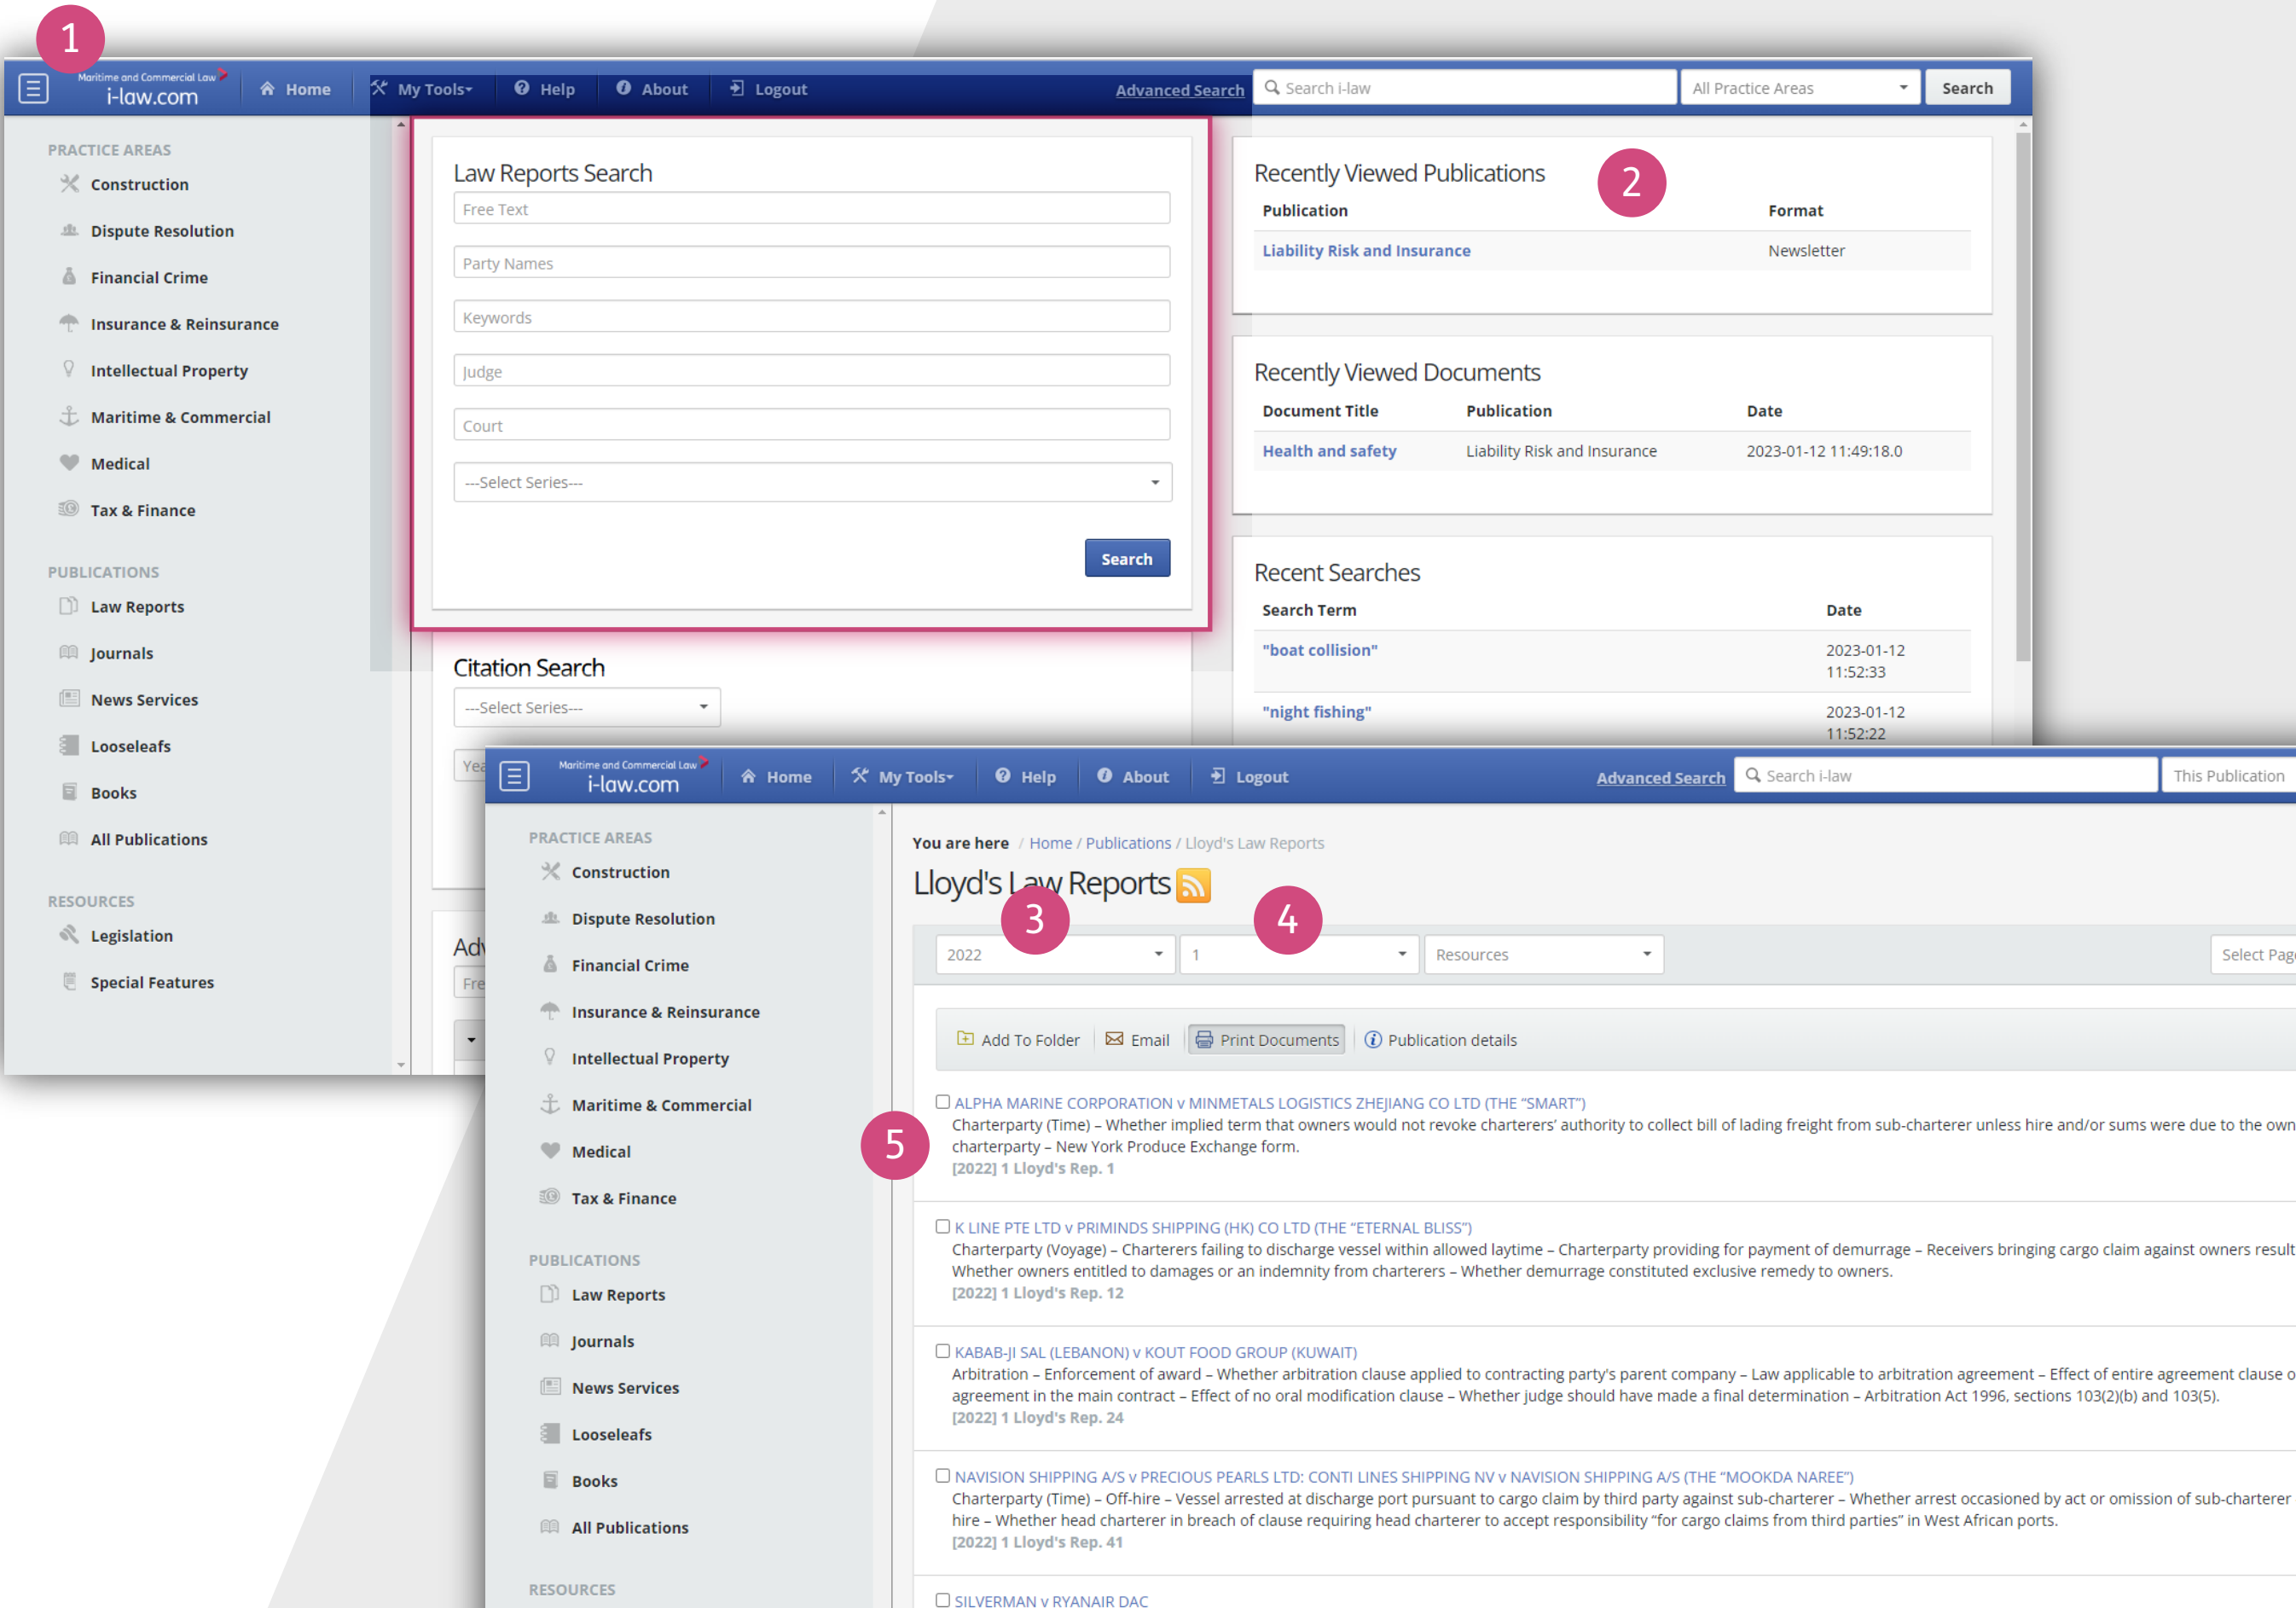 1
Maritime and Commercial Law
i-law.com
Home
My Tools
Help
About
Logout
Advanced Search
Search i-law
All Practice Areas
Search
PRACTICE AREAS
Construction
Dispute Resolution
Financial Crime
Insurance & Reinsurance
Intellectual Property
Maritime & Commercial
Medical
Tax & Finance
PUBLICATIONS
Law Reports
Journals
News Services
Looseleafs
Books
All Publications
RESOURCES
Legislation
Special Features
Law Reports Search
Free Text
Party Names
Keywords
Judge
Court
---Select Series---
Search
Citation Search
---Select Series---
Yea
Adv
Fre
Recently Viewed Publications
2
Publication Format
Liability Risk and Insurance Newsletter
Recently Viewed Documents
Document Title Publication Date
Health and safety Liability Risk and Insurance 2023-01-12 11:49:18.0
Recent Searches
Search Term Date
"boat collision" 2023-01-12
11:52:33
"night fishing" 2023-01-12
11:52:22
Maritime and Commercial Law
i-law.com
Home
My Tools
Help
About
Logout
Advanced Search
Search i-law
This Publication
PRACTICE AREAS
Construction
Dispute Resolution
Financial Crime
Insurance & Reinsurance
Intellectual Property
Maritime & Commercial
Medical
Tax & Finance
PUBLICATIONS
Law Reports
Journals
News Services
Looseleafs
Books
All Publications
RESOURCES
You are here / Home / Publications / Lloyd's Law Reports
Lloyd's Law Reports
3
4
2022
1
Resources
Select Pag
Add To Folder
Email
Print Documents
Publication details
5
ALPHA MARINE CORPORATION v MINMETALS LOGISTICS ZHEJIANG CO LTD (THE “SMART”)
Charterparty (Time) – Whether implied term that owners would not revoke charterers’ authority to collect bill of lading freight from sub-charterer unless hire and/or sums were due to the own
charterparty – New York Produce Exchange form.
[2022] 1 Lloyd's Rep. 1
K LINE PTE LTD v PRIMINDS SHIPPING (HK) CO LTD (THE “ETERNAL BLISS”)
Charterparty (Voyage) – Charterers failing to discharge vessel within allowed laytime – Charterparty providing for payment of demurrage – Receivers bringing cargo claim against owners result
Whether owners entitled to damages or an indemnity from charterers – Whether demurrage constituted exclusive remedy to owners.
[2022] 1 Lloyd's Rep. 12
KABAB-JI SAL (LEBANON) v KOUT FOOD GROUP (KUWAIT)
Arbitration – Enforcement of award – Whether arbitration clause applied to contracting party's parent company – Law applicable to arbitration agreement – Effect of entire agreement clause o
agreement in the main contract – Effect of no oral modification clause – Whether judge should have made a final determination – Arbitration Act 1996, sections 103(2)(b) and 103(5).
[2022] 1 Lloyd's Rep. 24
NAVISION SHIPPING A/S v PRECIOUS PEARLS LTD: CONTI LINES SHIPPING NV v NAVISION SHIPPING A/S (THE “MOOKDA NAREE”)
Charterparty (Time) – Off-hire – Vessel arrested at discharge port pursuant to cargo claim by third party against sub-charterer – Whether arrest occasioned by act or omission of sub-charterer
hire – Whether head charterer in breach of clause requiring head charterer to accept responsibility “for cargo claims from third parties” in West African ports.
[2022] 1 Lloyd's Rep. 41
SILVERMAN v RYANAIR DAC